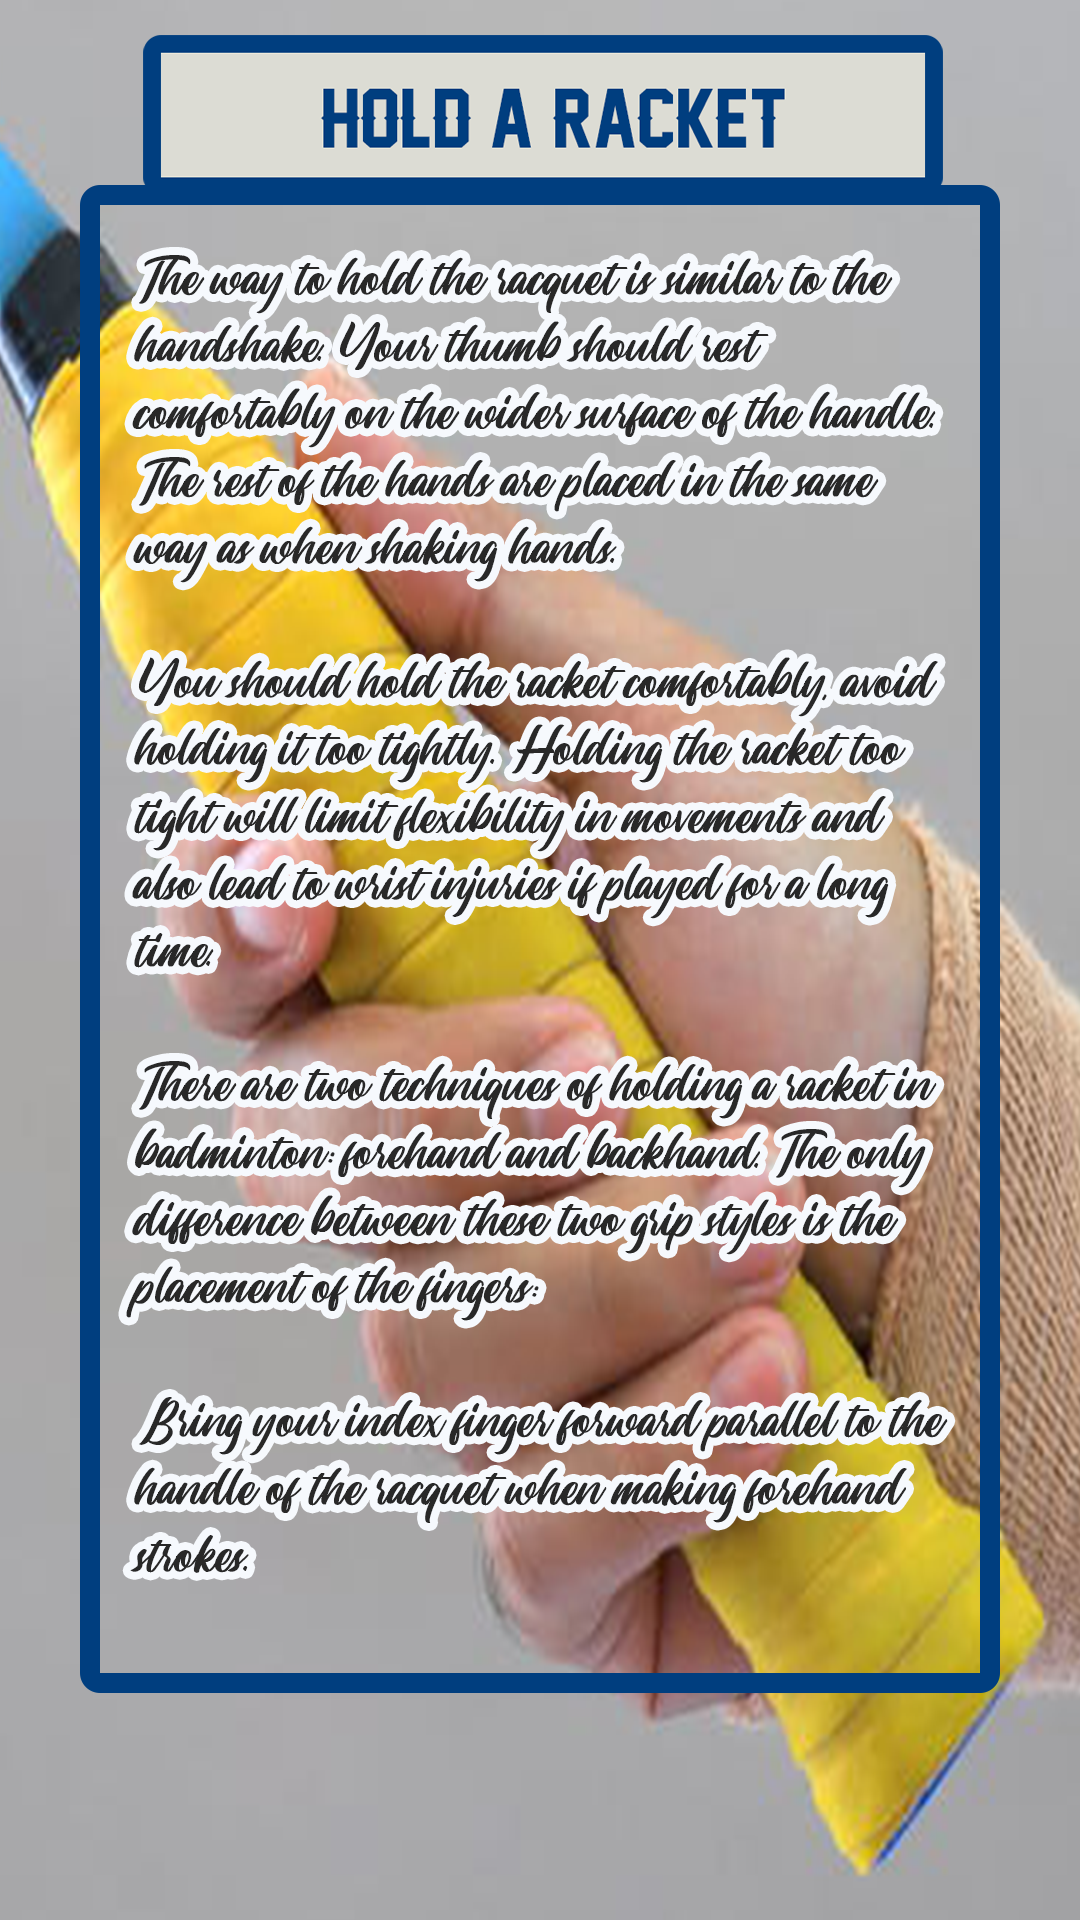 HOLD A RACKET
The way to hold the racquet is similar to the
handshake. Your thumb should rest
comfortably on the wider surface of the handle.
The rest of the hands are placed in the same
way as when shaking hands.
You should hold the racket comfortably, avoid
holding it too tightly. Holding the racket too
tight will limit flexibility in movements and
also lead to wrist injuries if played for a long
time.
There are two techniques of holding a racket in
badminton: forehand and backhand. The only
difference between these two grip styles is the
placement of the fingers:
Bring your index finger forward parallel to the
handle of the racquet when making forehand
strokes.